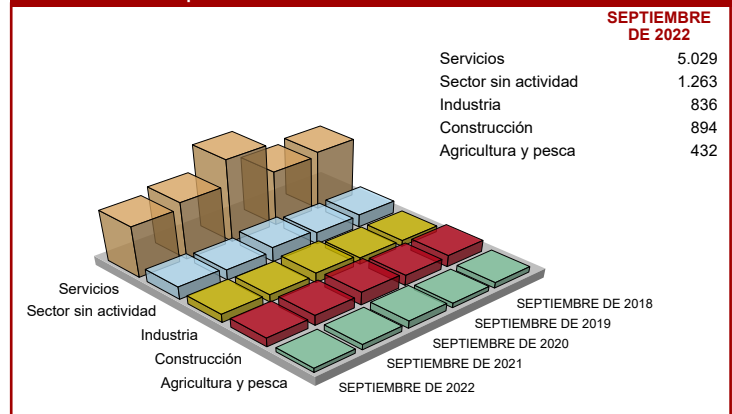 SEPTIEMBRE
DE 2022
Servicios 5.029
Sector sin actividad 1.263
Industria 836
Construcción 894
Agricultura y pesca 432
Servicios
Sector sin actividad
Industria
Construcción
Agricultura y pesca
SEPTIEMBRE DE 2018
SEPTIEMBRE DE 2019
SEPTIEMBRE DE 2020
SEPTIEMBRE DE 2021
SEPTIEMBRE DE 2022